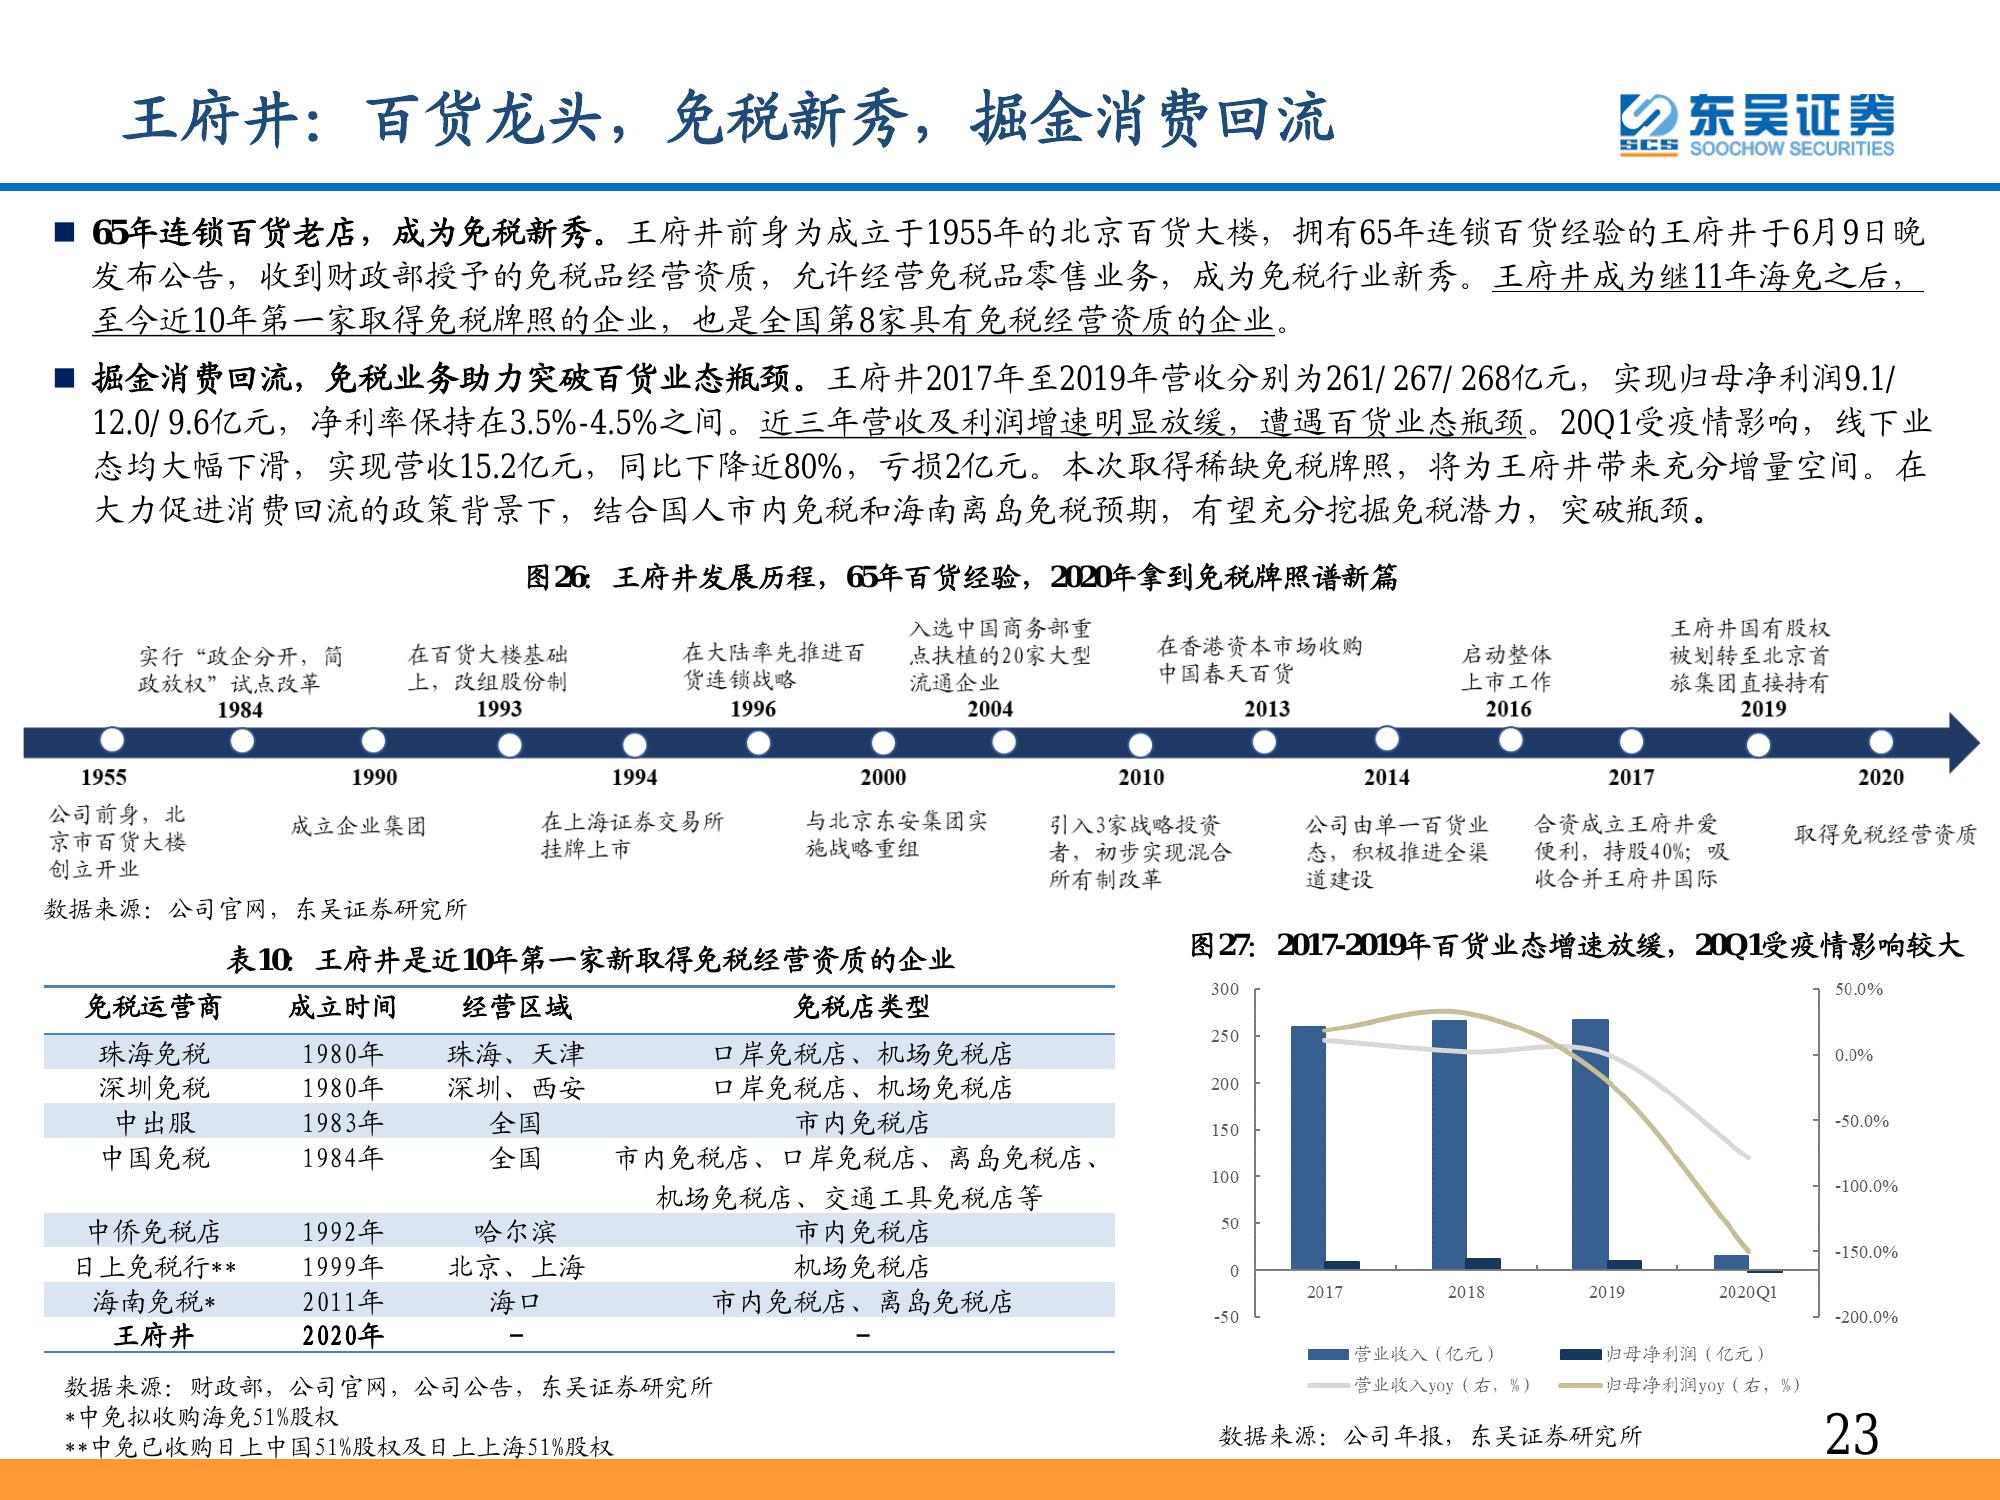 王府井：百货龙头，免税新秀，掘金消费回流
SCS 东吴证券
SOOCHOW SECURITIES
■ 65年连锁百货老店，成为免税新秀。王府井前身为成立于1955年的北京百货大楼，拥有65年连锁百货经验的王府井于6月9日晚
发布公告，收到财政部授予的免税品经营资质，允许经营免税品零售业务，成为免税行业新秀。王府井成为继11年海免之后，
至今近10年第一家取得免税牌照的企业，也是全国第8家具有免税经营资质的企业。
■ 掘金消费回流，免税业务助力突破百货业态瓶颈。王府井2017年至2019年营收分别为261/ 267/ 268亿元，实现归母净利润9.1/
12.0/ 9.6亿元，净利率保持在3.5%-4.5%之间。近三年营收及利润增速明显放缓，遭遇百货业态瓶颈。20Q1受疫情影响，线下业
态均大幅下滑，实现营收15.2亿元，同比下降近80%，亏损2亿元。本次取得稀缺免税牌照，将为王府井带来充分增量空间。在
大力促进消费回流的政策背景下，结合国人市内免税和海南离岛免税预期，有望充分挖掘免税潜力，突破瓶颈。
图26：王府井发展历程，65年百货经验，2020年拿到免税牌照谱新篇
实行“政企分开，简
政放权”试点改革
1984
在百货大楼基础
上，改组股份制
1993
在大陆率先推进百
货连锁战略
1996
入选中国商务部重
点扶植的20家大型
流通企业
2004
在香港资本市场收购
中国春天百货
2013
启动整体
上市工作
2016
王府井国有股权
被划转至北京首
旅集团直接持有
2019
1955
公司前身，北
京市百货大楼
创立开业
1990
成立企业集团
1994
在上海证券交易所
挂牌上市
2000
与北京东安集团实
施战略重组
2010
引入3家战略投资
者，初步实现混合
所有制改革
2014
公司由单一百货业
态，积极推进全渠
道建设
2017
合资成立王府井爱
便利，持股40%；吸
收合并王府井国际
2020
取得免税经营资质
数据来源：公司官网，东吴证券研究所
表10：王府井是近10年第一家新取得免税经营资质的企业
免税运营商 成立时间 经营区域 免税店类型
珠海免税 1980年 珠海、天津 口岸免税店、机场免税店
深圳免税 1980年 深圳、西安 口岸免税店、机场免税店
中出服 1983年 全国 市内免税店
中国免税 1984年 全国 市内免税店、口岸免税店、离岛免税店、
机场免税店、交通工具免税店等
中侨免税店 1992年 哈尔滨 市内免税店
日上免税行** 1999年 北京、上海 机场免税店
海南免税* 2011年 海口 市内免税店、离岛免税店
王府井 2020年 – –
数据来源：财政部，公司官网，公司公告，东吴证券研究所
*中免拟收购海免51%股权
**中免已收购日上中国51%股权及日上上海51%股权
图27：2017-2019年百货业态增速放缓，20Q1受疫情影响较大
300
250
200
150
100
50
0
-50
50.0%
0.0%
-50.0%
-100.0%
-150.0%
-200.0%
2017 2018 2019 2020Q1
营业收入（亿元） 归母净利润（亿元）
营业收入yoy（右，%） 归母净利润yoy（右，%）
数据来源：公司年报，东吴证券研究所
23